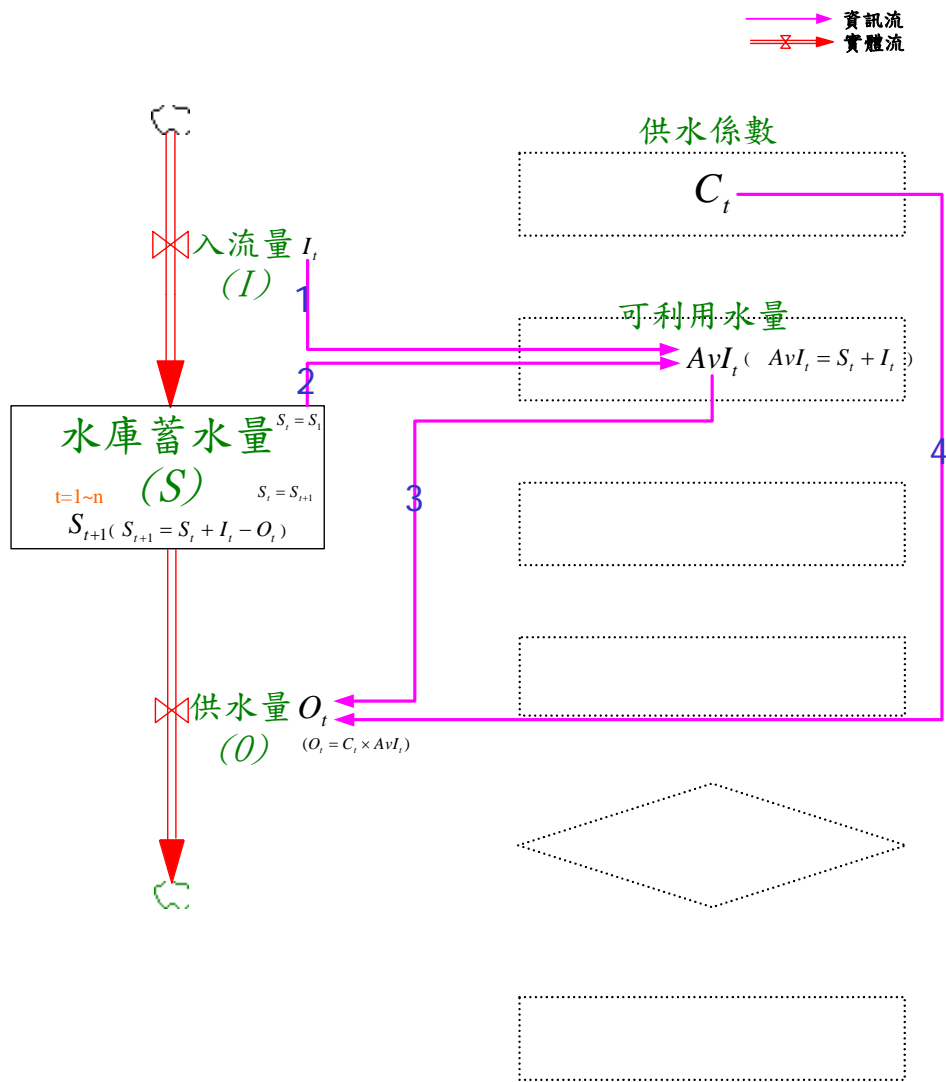 資訊流
實體流
供水係數
C_t
入流量 I_t
(I)
1
可利用水量
AvI_t ( AvI_t = S_t + I_t )
2
水庫蓄水量 S_t = S_1
(S)
t=1~n
S_t = S_{t+1}
S_{t+1} ( S_{t+1} = S_t + I_t - O_t )
3
4
供水量 O_t
(O)
(O_t = C_t × AvI_t)